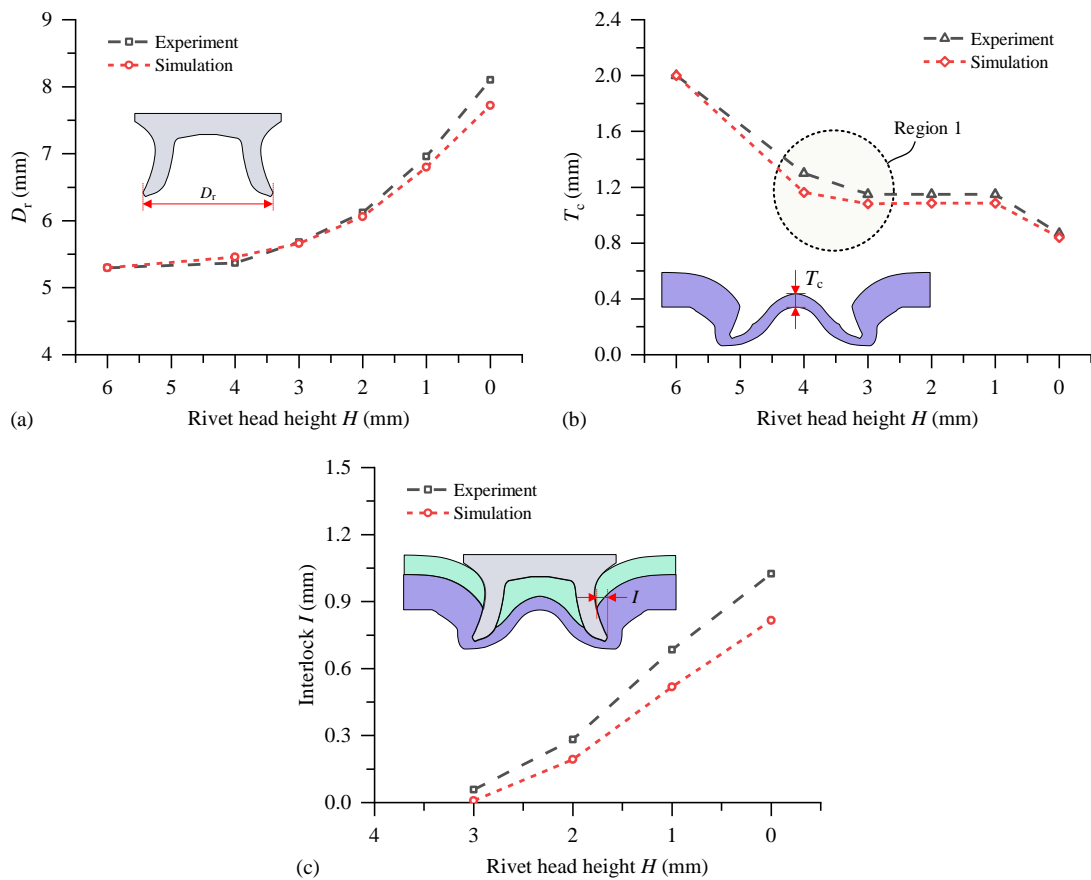 9
8
7
6
5
4
D_r (mm)
Experiment
Simulation
D_r
6 5 4 3 2 1 0
(a)
Rivet head height H (mm)
2.4
2.0
1.6
1.2
0.8
0.4
0.0
T_c (mm)
Experiment
Simulation
Region 1
T_c
6 5 4 3 2 1 0
(b)
Rivet head height H (mm)
1.5
1.2
0.9
0.6
0.3
0.0
Interlock I (mm)
Experiment
Simulation
I
4 3 2 1 0
(c)
Rivet head height H (mm)